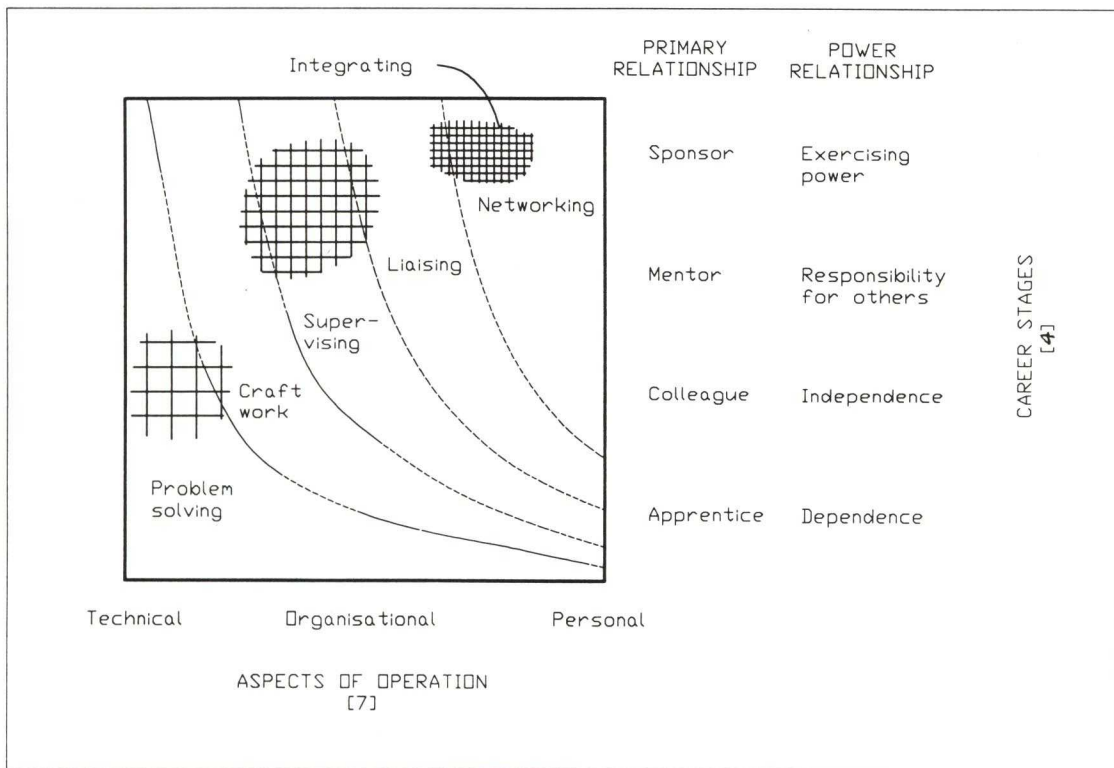 PRIMARY
RELATIONSHIP
POWER
RELATIONSHIP
Integrating
Sponsor
Exercising
power
Networking
Liaising
Mentor
Responsibility
for others
Super-
vising
Craft
work
Colleague
Independence
Problem
solving
Apprentice
Dependence
CAREER STAGES
[4]
Technical
Organisational
Personal
ASPECTS OF OPERATION
[7]